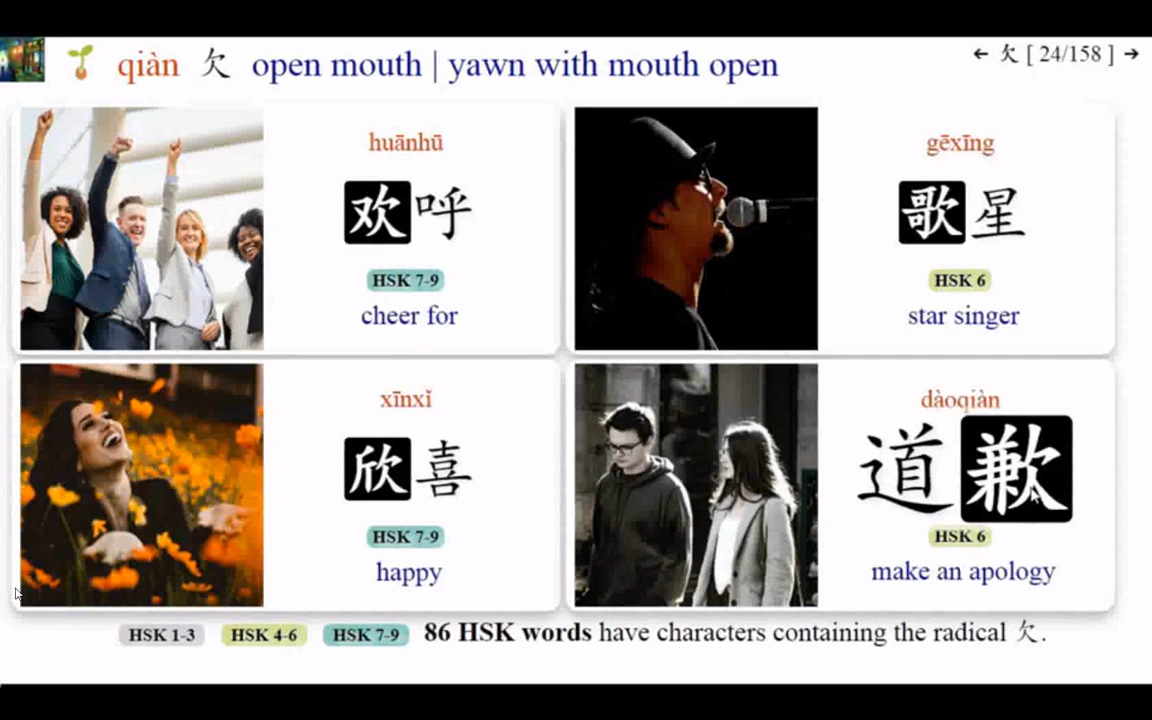 qiàn 欠 open mouth | yawn with mouth open
← 欠 [ 24/158 ] →
huānhū
欢呼
HSK 7-9
cheer for
gēxīng
歌星
HSK 6
star singer
xīnxǐ
欣喜
HSK 7-9
happy
dàoqiàn
道歉
HSK 6
make an apology
HSK 1-3 HSK 4-6 HSK 7-9 86 HSK words have characters containing the radical 欠.